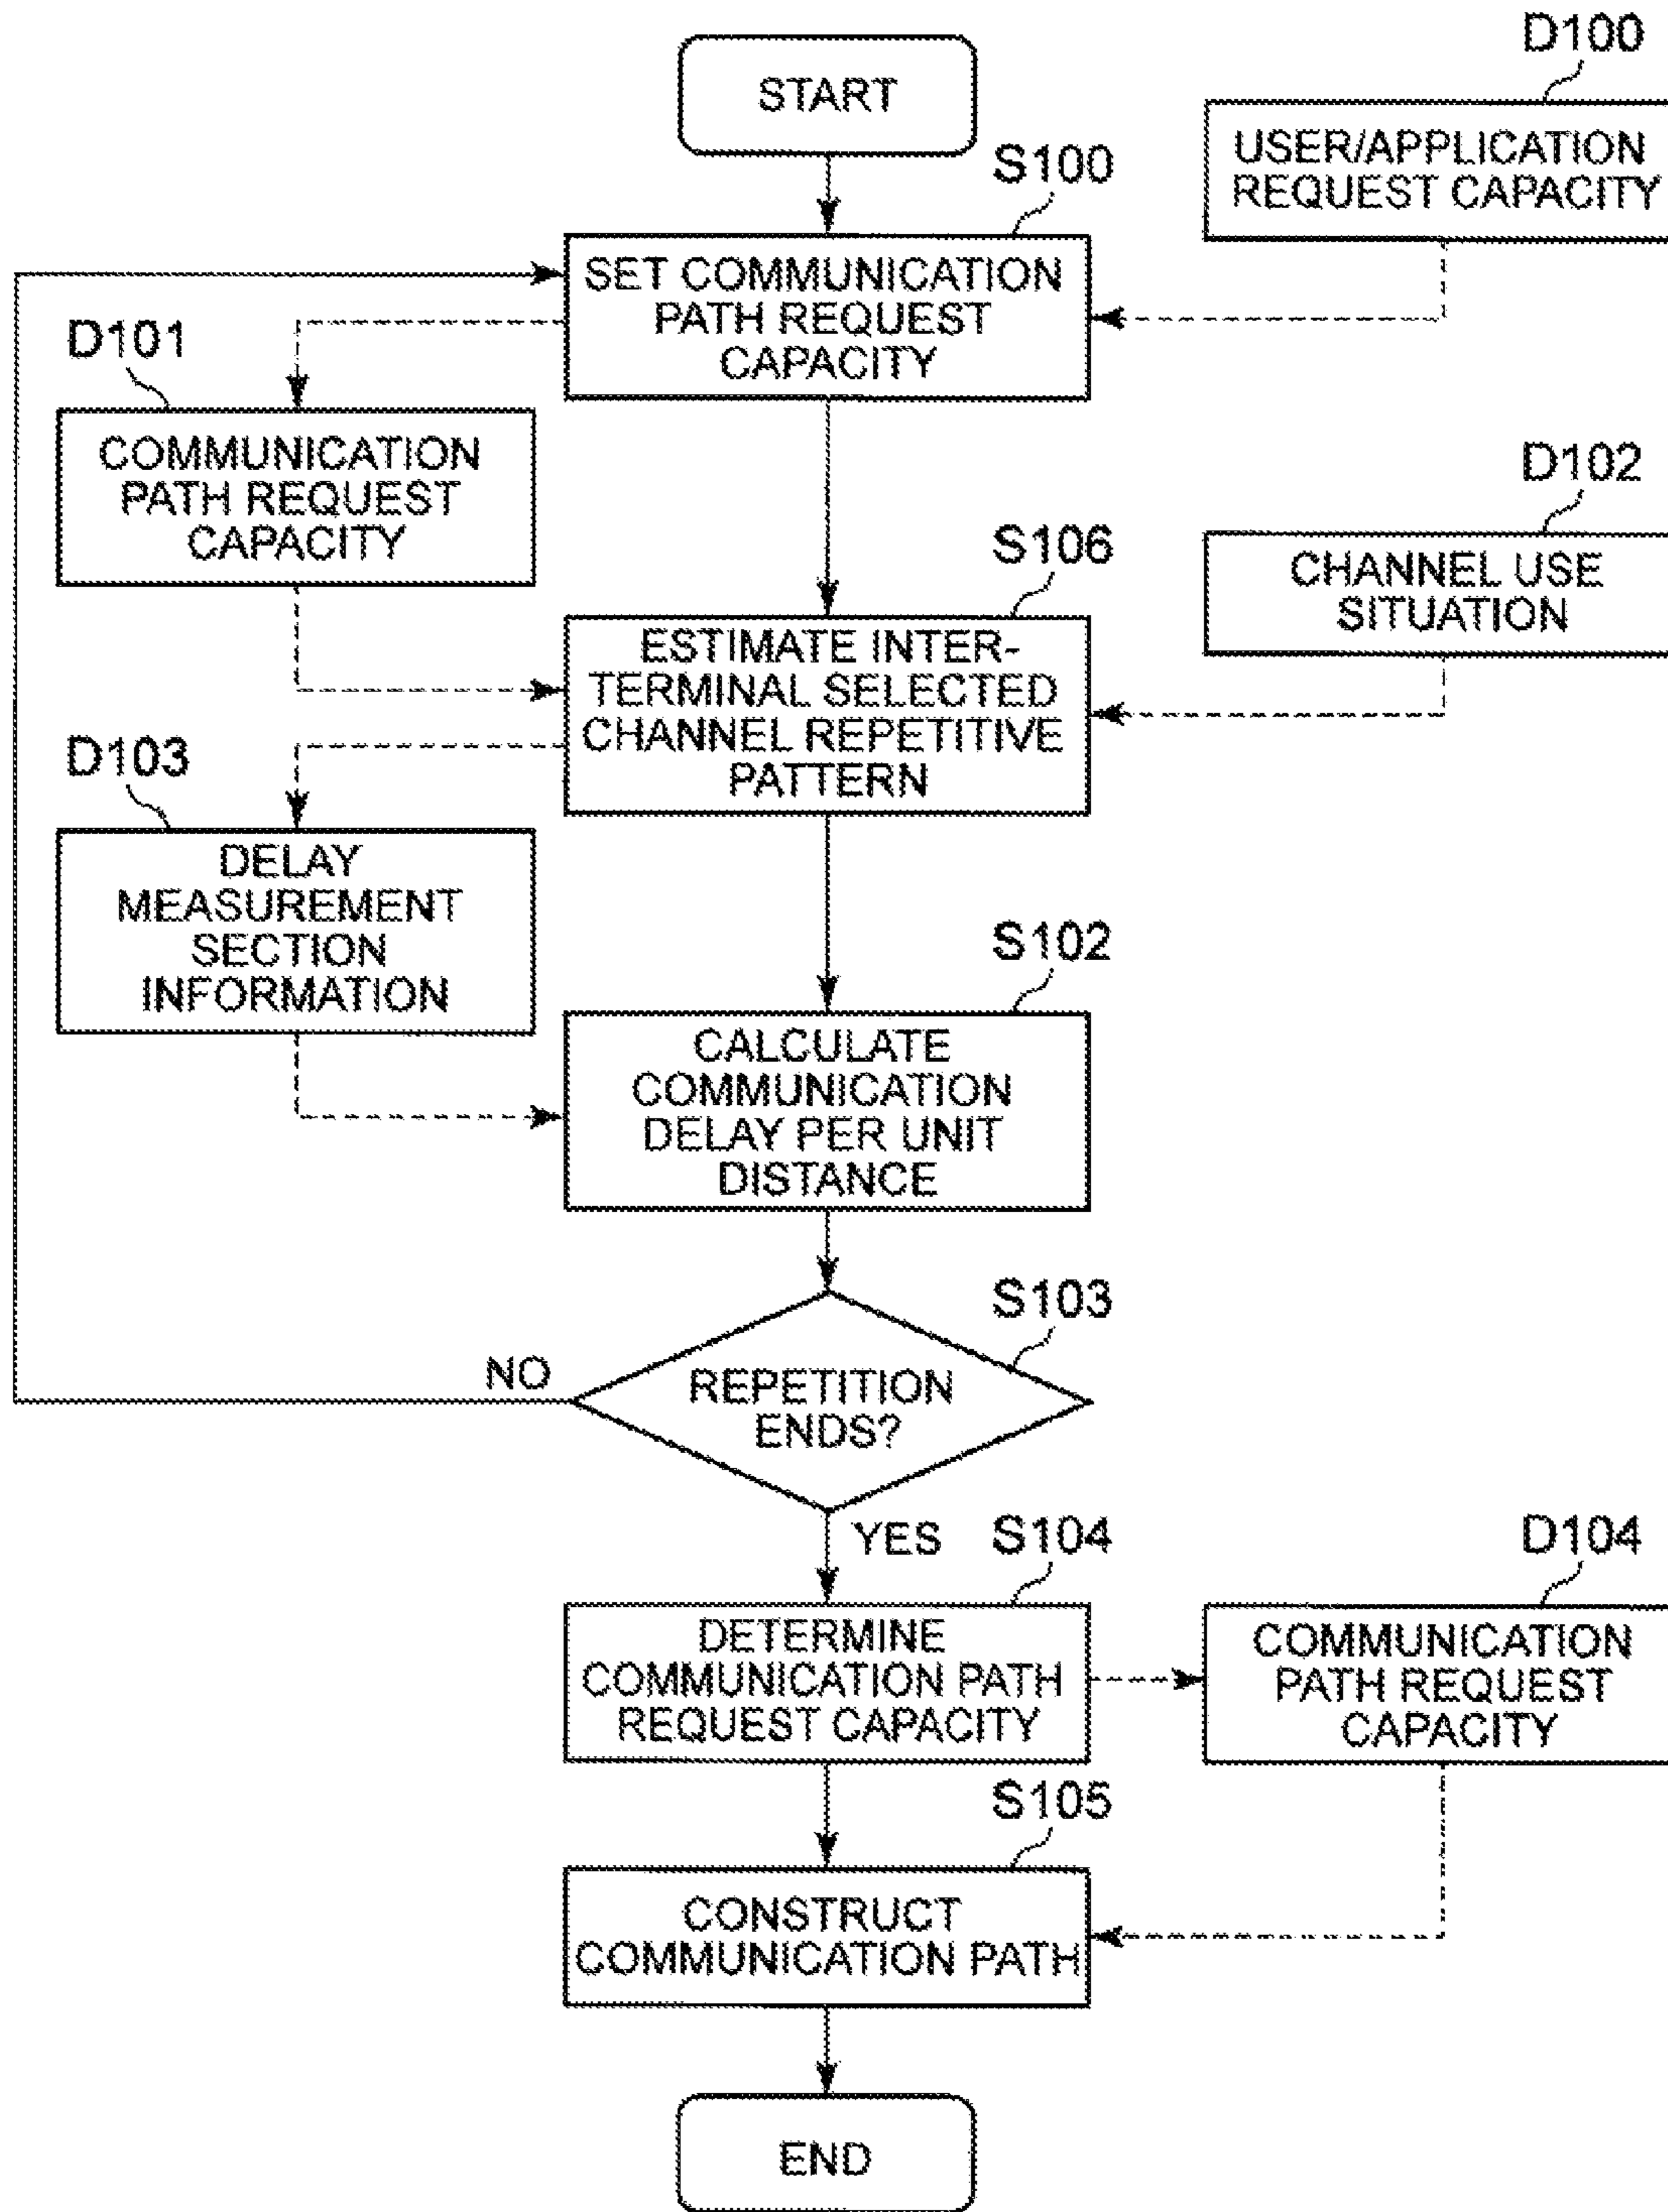 START
D100
USER/APPLICATION
REQUEST CAPACITY
S100
SET COMMUNICATION
PATH REQUEST
CAPACITY
D101
COMMUNICATION
PATH REQUEST
CAPACITY
D102
CHANNEL USE
SITUATION
S106
ESTIMATE INTER-
TERMINAL SELECTED
CHANNEL REPETITIVE
PATTERN
D103
DELAY
MEASUREMENT
SECTION
INFORMATION
S102
CALCULATE
COMMUNICATION
DELAY PER UNIT
DISTANCE
S103
REPETITION
ENDS?
NO
YES
S104
DETERMINE
COMMUNICATION PATH
REQUEST CAPACITY
D104
COMMUNICATION
PATH REQUEST
CAPACITY
S105
CONSTRUCT
COMMUNICATION PATH
END